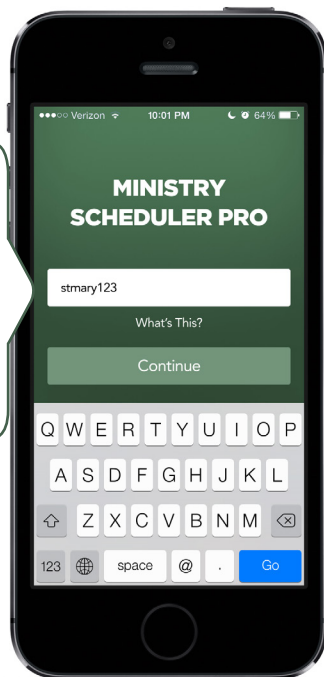 Verizon 10:01 PM 64%
MINISTRY
SCHEDULER PRO
stmary123
What's This?
Continue
Q W E R T Y U I O P
A S D F G H J K L
Z X C V B N M
123 space @ . Go